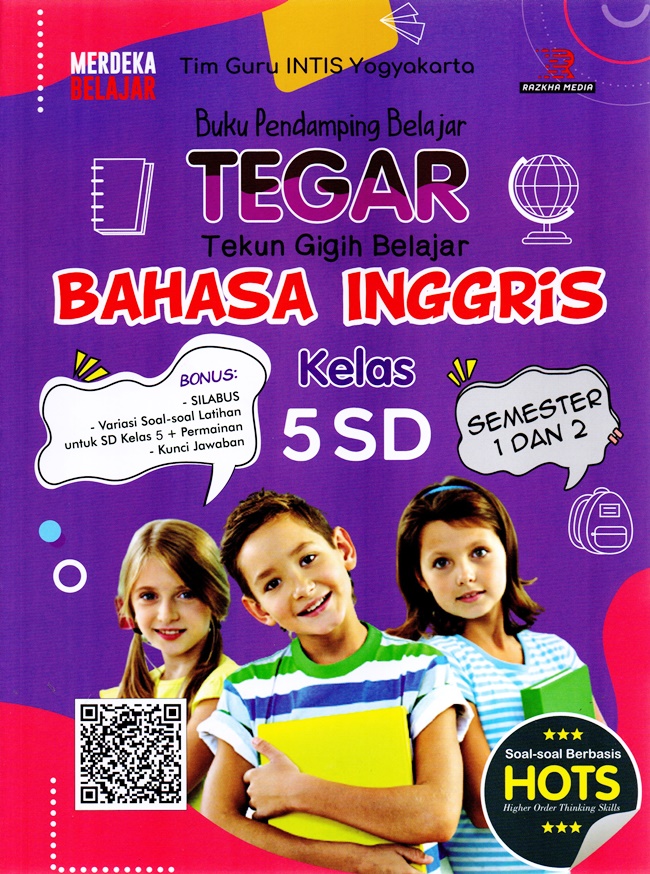 MERDEKA
BELAJAR
Tim Guru INTIS Yogyakarta
RAZKHA MEDIA
Buku Pendamping Belajar
TEGAR
Tekun Gigih Belajar
BAHASA INGGRiS
Kelas
5 SD
BONUS:
- SILABUS
- Variasi Soal-soal Latihan
untuk SD Kelas 5 + Permainan
- Kunci Jawaban
SEMESTER
1 DAN 2
Soal-soal Berbasis
HOTS
Higher Order Thinking Skills